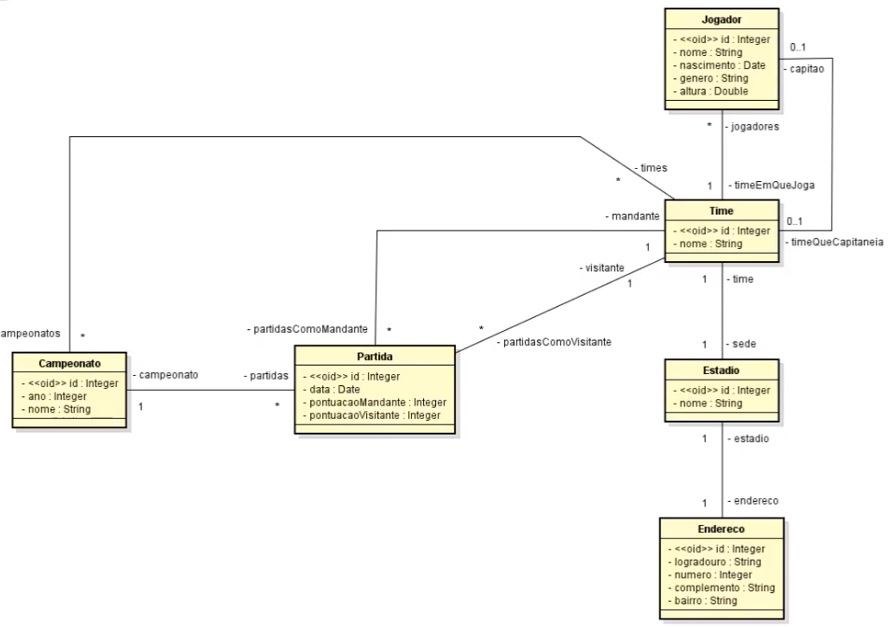 Jogador
- <<oid>> id : Integer
- nome : String
- nascimento : Date
- genero : String
- altura : Double
0..1
- capitao
* - jogadores
- times
*
1 - timeEmQueJoga
- mandante
Time
- <<oid>> id : Integer
- nome : String
0..1
- timeQueCapitaneia
1
- visitante
1
1 - time
- partidasComoMandante *
*
- partidasComoVisitante
ampeonatos *
1 - sede
Campeonato
- <<oid>> id : Integer
- ano : Integer
- nome : String
- campeonato
1
- partidas
*
Partida
- <<oid>> id : Integer
- data : Date
- pontuacaoMandante : Integer
- pontuacaoVisitante : Integer
Estadio
- <<oid>> id : Integer
- nome : String
1 - estadio
1 - endereco
Endereco
- <<oid>> id : Integer
- logradouro : String
- numero : Integer
- complemento : String
- bairro : String